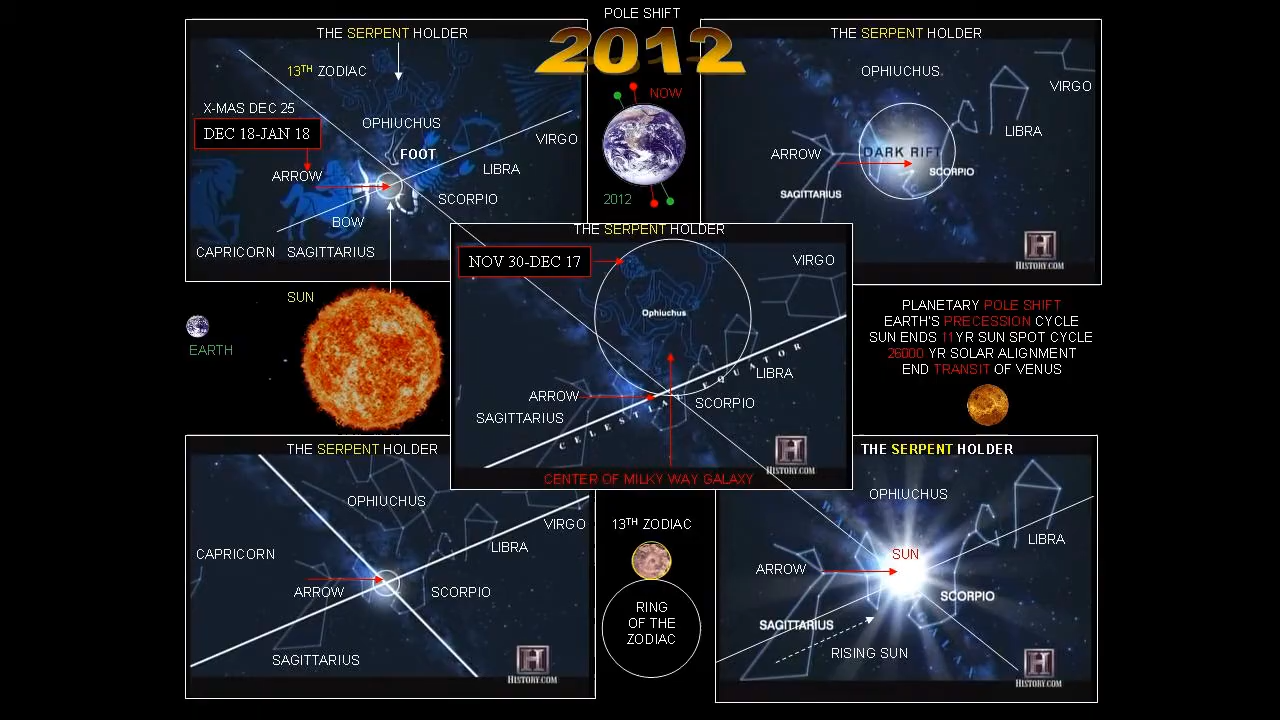 POLE SHIFT
2012
NOW
2012
THE SERPENT HOLDER
13TH ZODIAC
X-MAS DEC 25
DEC 18-JAN 18
OPHIUCHUS
FOOT
VIRGO
LIBRA
ARROW
SCORPIO
BOW
CAPRICORN
SAGITTARIUS
THE SERPENT HOLDER
OPHIUCHUS
VIRGO
LIBRA
ARROW
DARK RIFT
SCORPIO
SAGITTARIUS
H
HISTORY.COM
SUN
EARTH
THE SERPENT HOLDER
NOV 30-DEC 17
VIRGO
Ophiuchus
CELESTIAL EQUATOR
LIBRA
ARROW
SCORPIO
SAGITTARIUS
H
HISTORY.COM
CENTER OF MILKY WAY GALAXY
PLANETARY POLE SHIFT
EARTH'S PRECESSION CYCLE
SUN ENDS 11YR SUN SPOT CYCLE
26000 YR SOLAR ALIGNMENT
END TRANSIT OF VENUS
THE SERPENT HOLDER
OPHIUCHUS
VIRGO
CAPRICORN
LIBRA
ARROW
SCORPIO
SAGITTARIUS
H
HISTORY.COM
13TH ZODIAC
RING
OF THE
ZODIAC
THE SERPENT HOLDER
OPHIUCHUS
LIBRA
SUN
ARROW
SCORPIO
SAGITTARIUS
RISING SUN
H
HISTORY.COM